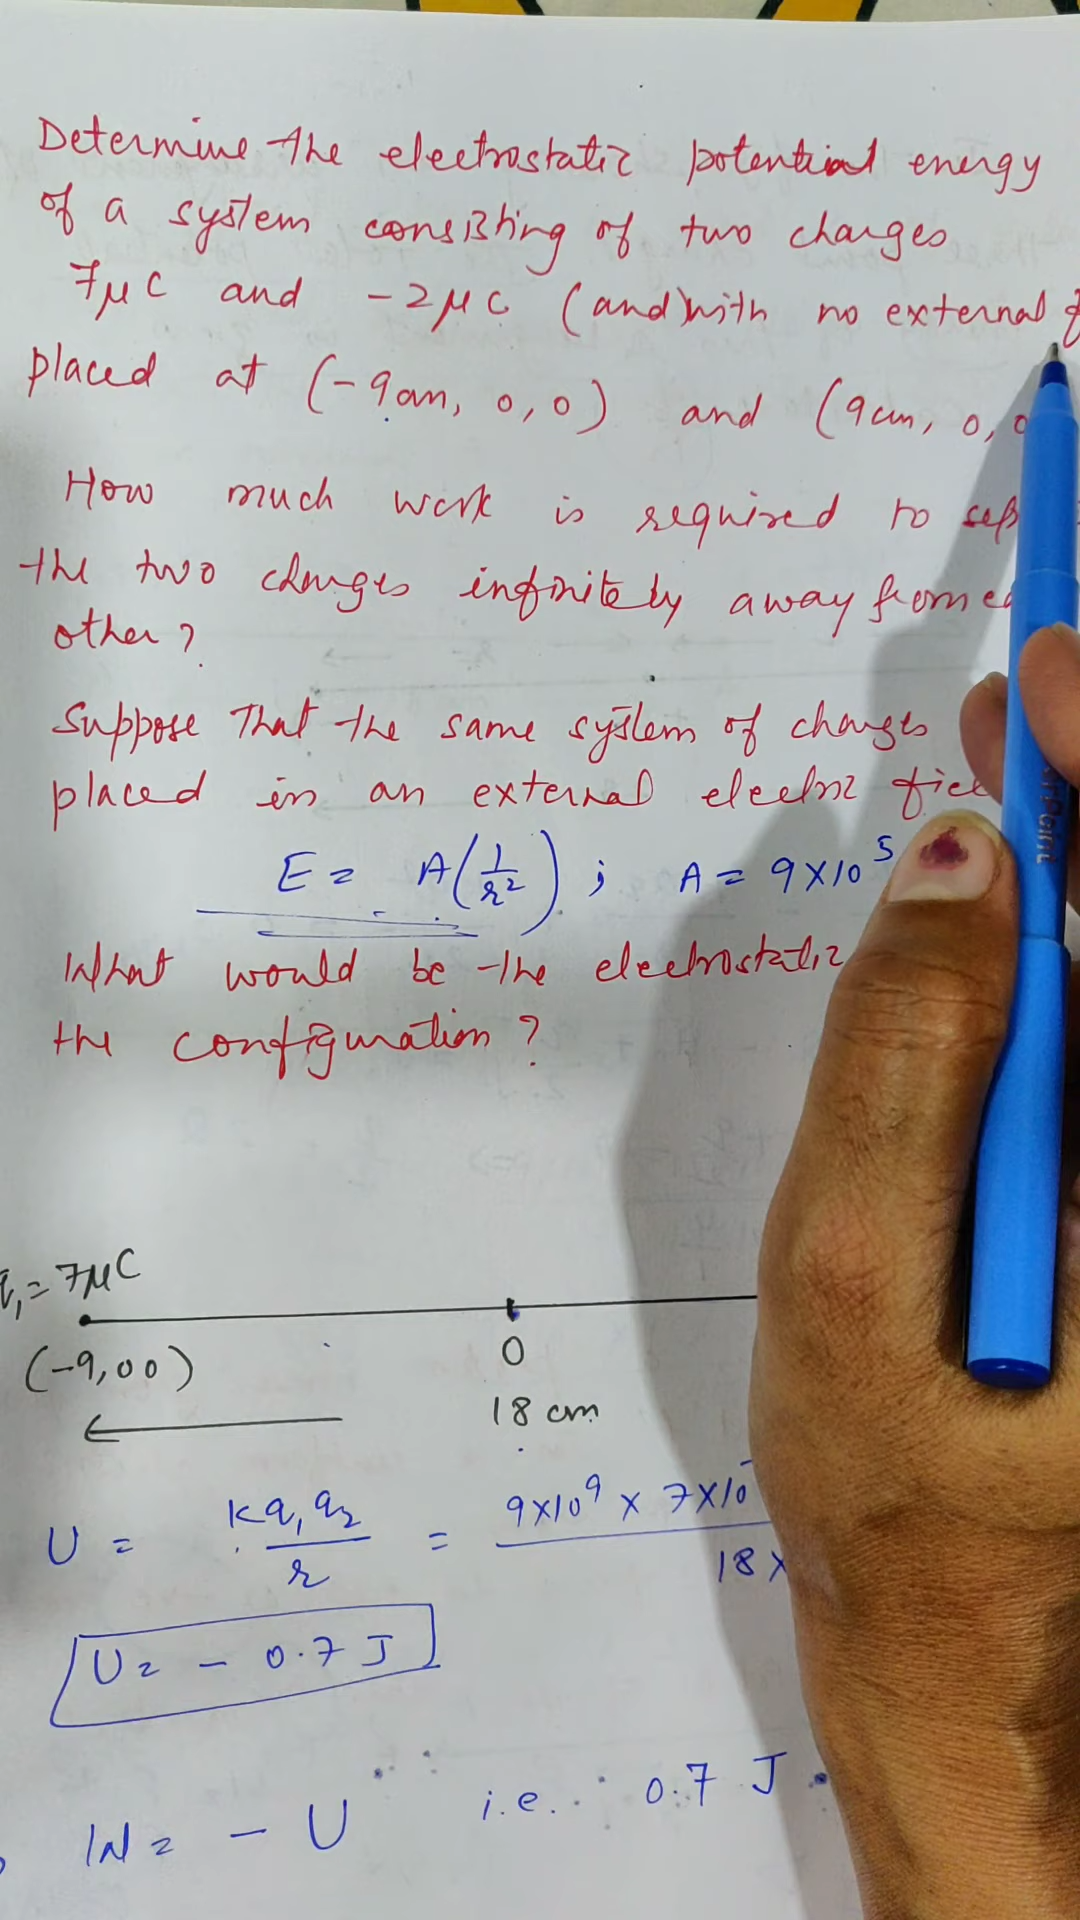 Determine the electrostatic potential energy
of a system consisting of two charges
7μC and -2μC (and) with no external
placed at (-9cm, 0,0) and (9cm, 0,
How much work is required to sep
the two charges infinitely away from
other?
Suppose that the same system of charges
placed in an external electric fiel
E = A(1/r²) ; A = 9×10⁵
What would be the electrostatic
the configuration?
q₁ = 7μC
(-9,00)
0
18 cm
U = kq₁q₂/r = 9×10⁹ × 7×10⁻ / 18 ×
U = - 0.7 J
W = - U i.e. 0.7 J